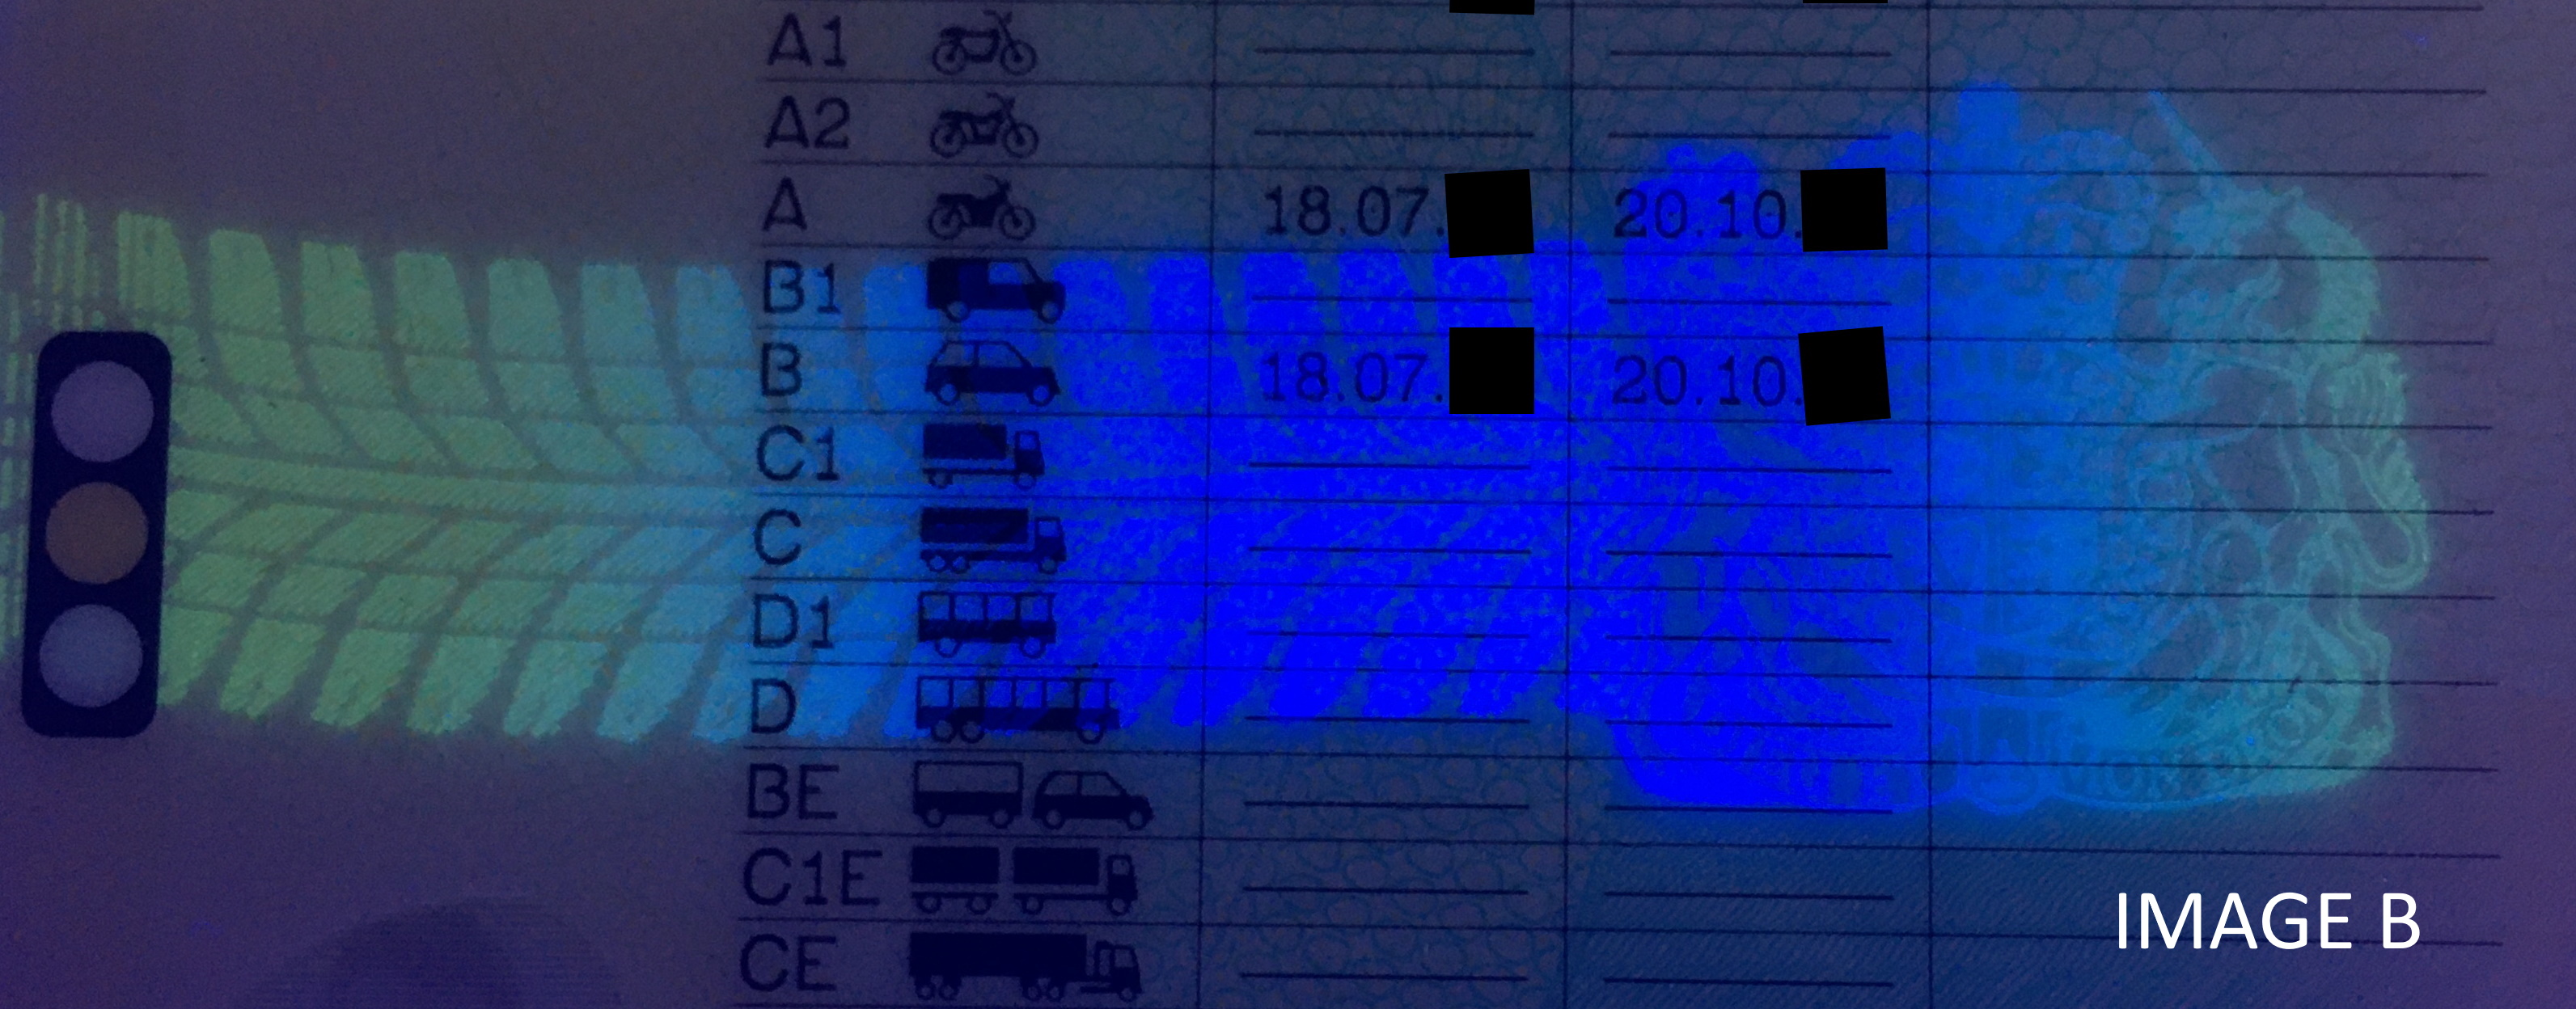 A1
A2
A 18.07. 20.10.
B1
B 18.07. 20.10.
C1
C
D1
D
BE
C1E
CE
IMAGE B